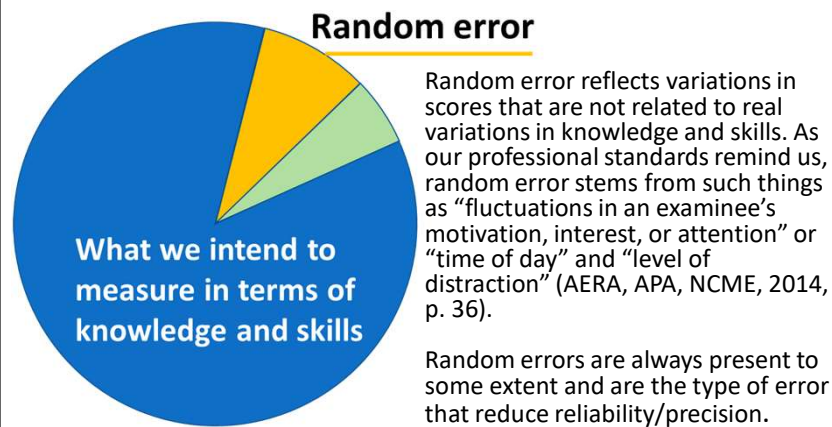 Random error
Random error reflects variations in
scores that are not related to real
variations in knowledge and skills. As
our professional standards remind us,
random error stems from such things
as “fluctuations in an examinee’s
motivation, interest, or attention” or
“time of day” and “level of
distraction” (AERA, APA, NCME, 2014,
p. 36).
Random errors are always present to
some extent and are the type of error
that reduce reliability/precision.
What we intend to
measure in terms of
knowledge and skills